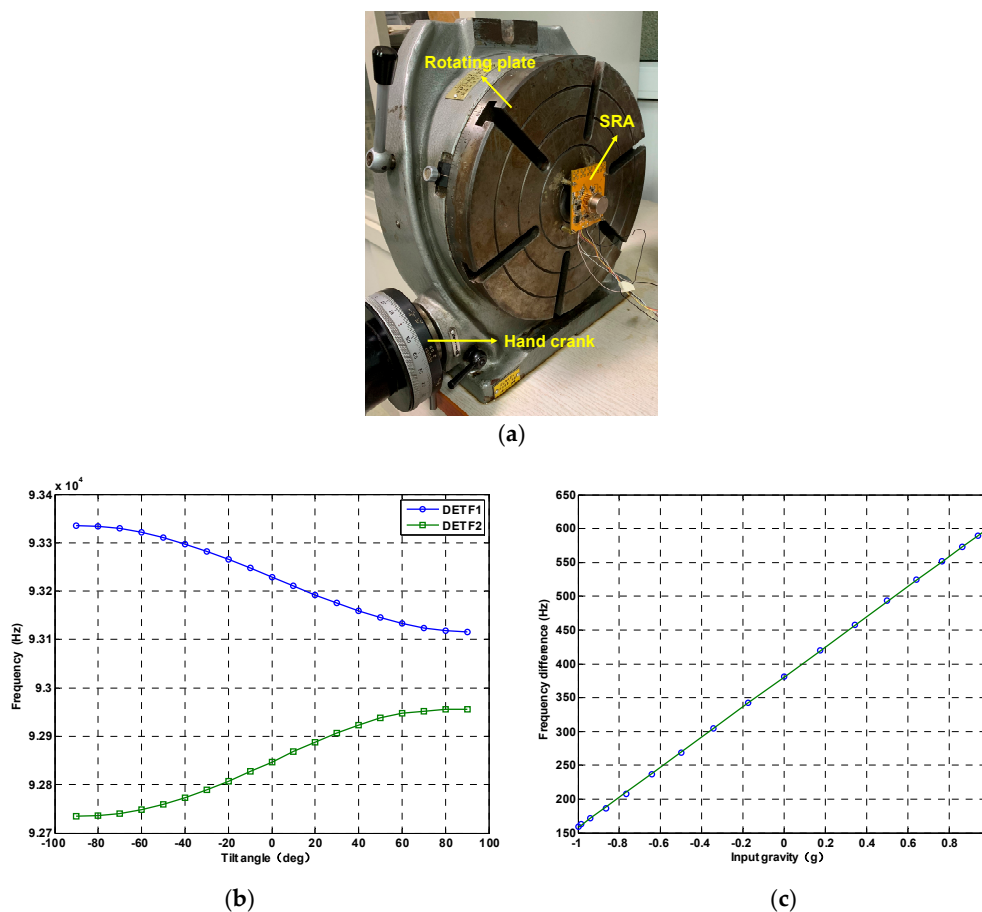 Rotating plate
SRA
Hand crank
(a)
x 10⁴
9.34
9.33
9.32
9.31
9.3
9.29
9.28
9.27
Frequency (Hz)
-100 -80 -60 -40 -20 0 20 40 60 80 100
Tilt angle (deg)
DETF1
DETF2
(b)
650
600
550
500
450
400
350
300
250
200
150
Frequency difference (Hz)
-1 -0.8 -0.6 -0.4 -0.2 0 0.2 0.4 0.6 0.8
Input gravity (g)
(c)